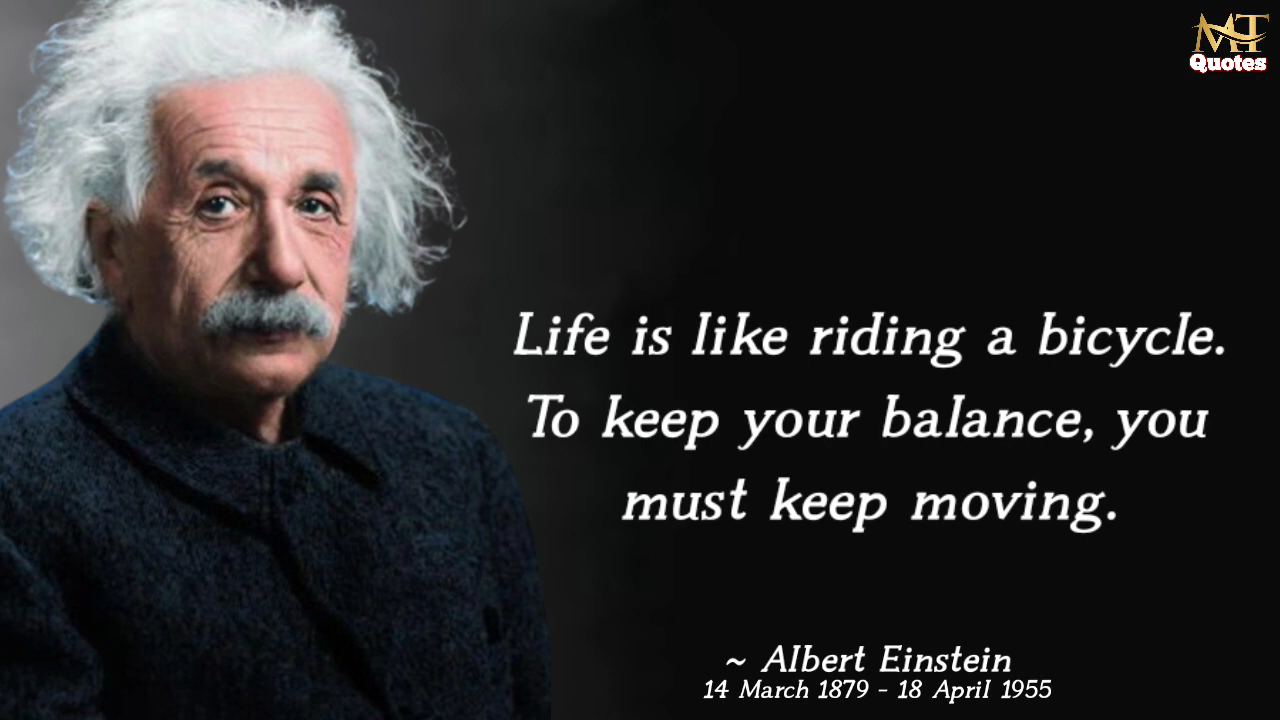 MT
Quotes
Life is like riding a bicycle.
To keep your balance, you
must keep moving.
~ Albert Einstein
14 March 1879 - 18 April 1955